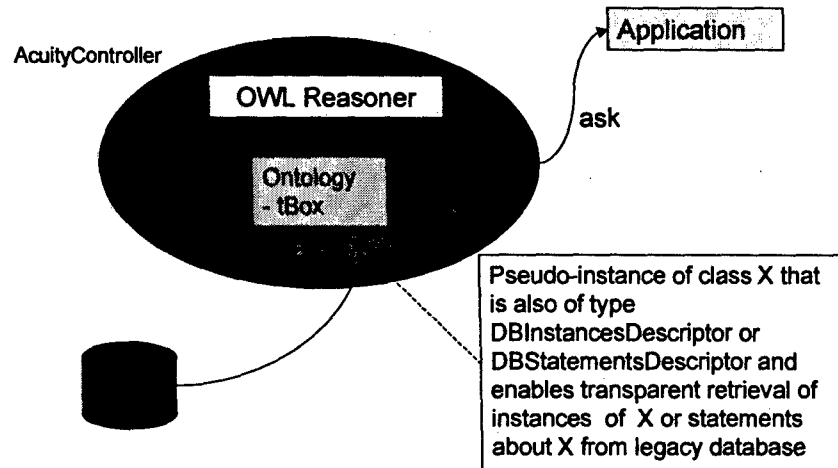 AcuityController
Application
OWL Reasoner
ask
Ontology
- tBox
Pseudo-instance of class X that
is also of type
DBInstancesDescriptor or
DBStatementsDescriptor and
enables transparent retrieval of
instances of X or statements
about X from legacy database